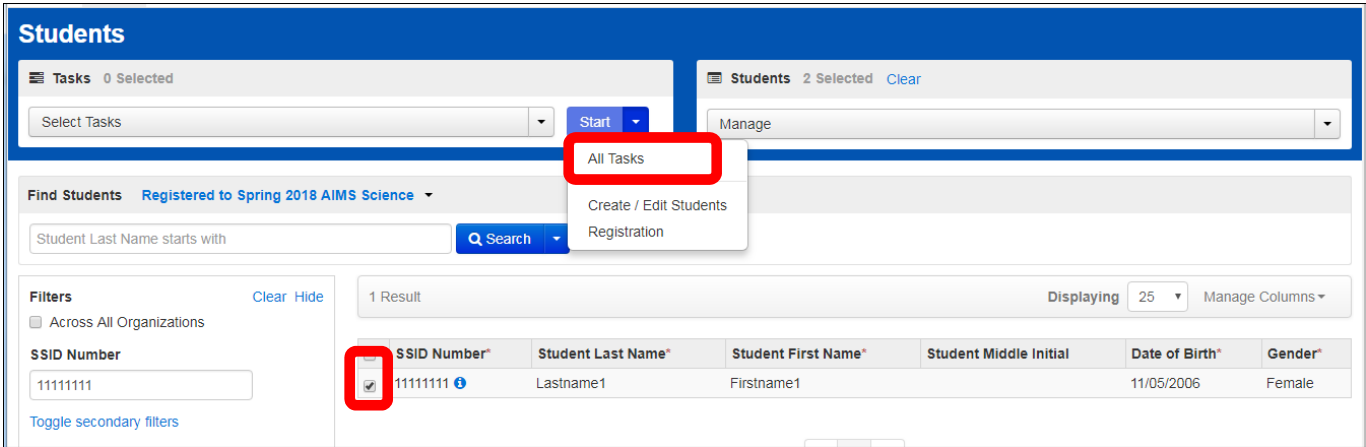 Students
Tasks 0 Selected
Students 2 Selected Clear
Select Tasks
Start
Manage
All Tasks
Create / Edit Students
Registration
Find Students Registered to Spring 2018 AIMS Science
Student Last Name starts with
Search
Filters Clear Hide
Across All Organizations
SSID Number
11111111
Toggle secondary filters
1 Result
Displaying 25 Manage Columns
SSID Number* Student Last Name* Student First Name* Student Middle Initial Date of Birth* Gender*
11111111 Lastname1 Firstname1 11/05/2006 Female